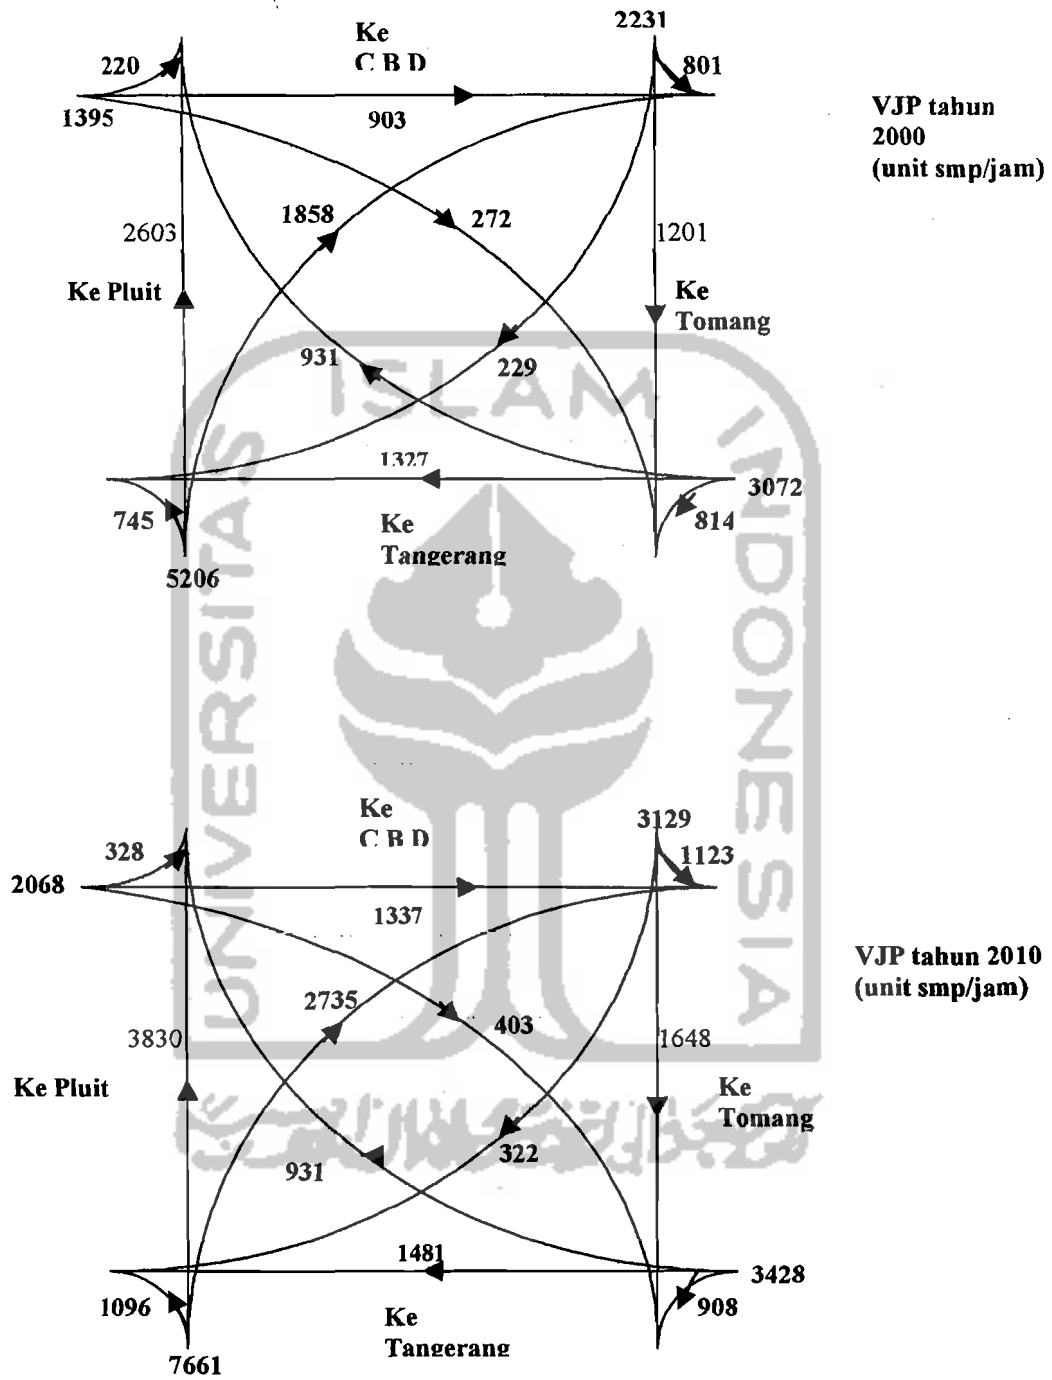 2231
Ke
C B D
220
801
1395
903
VJP tahun
2000
(unit smp/jam)
1858
272
2603
1201
Ke Pluit
Ke
Tomang
931
229
1327
3072
745
814
Ke
Tangerang
5206
UNIVERSITAS
ISLAM
INDONESIA
Ke
C B D
3129
328
1123
2068
1337
VJP tahun 2010
(unit smp/jam)
2735
403
3830
1648
Ke Pluit
Ke
Tomang
931
322
1481
3428
1096
908
Ke
Tangerang
7661